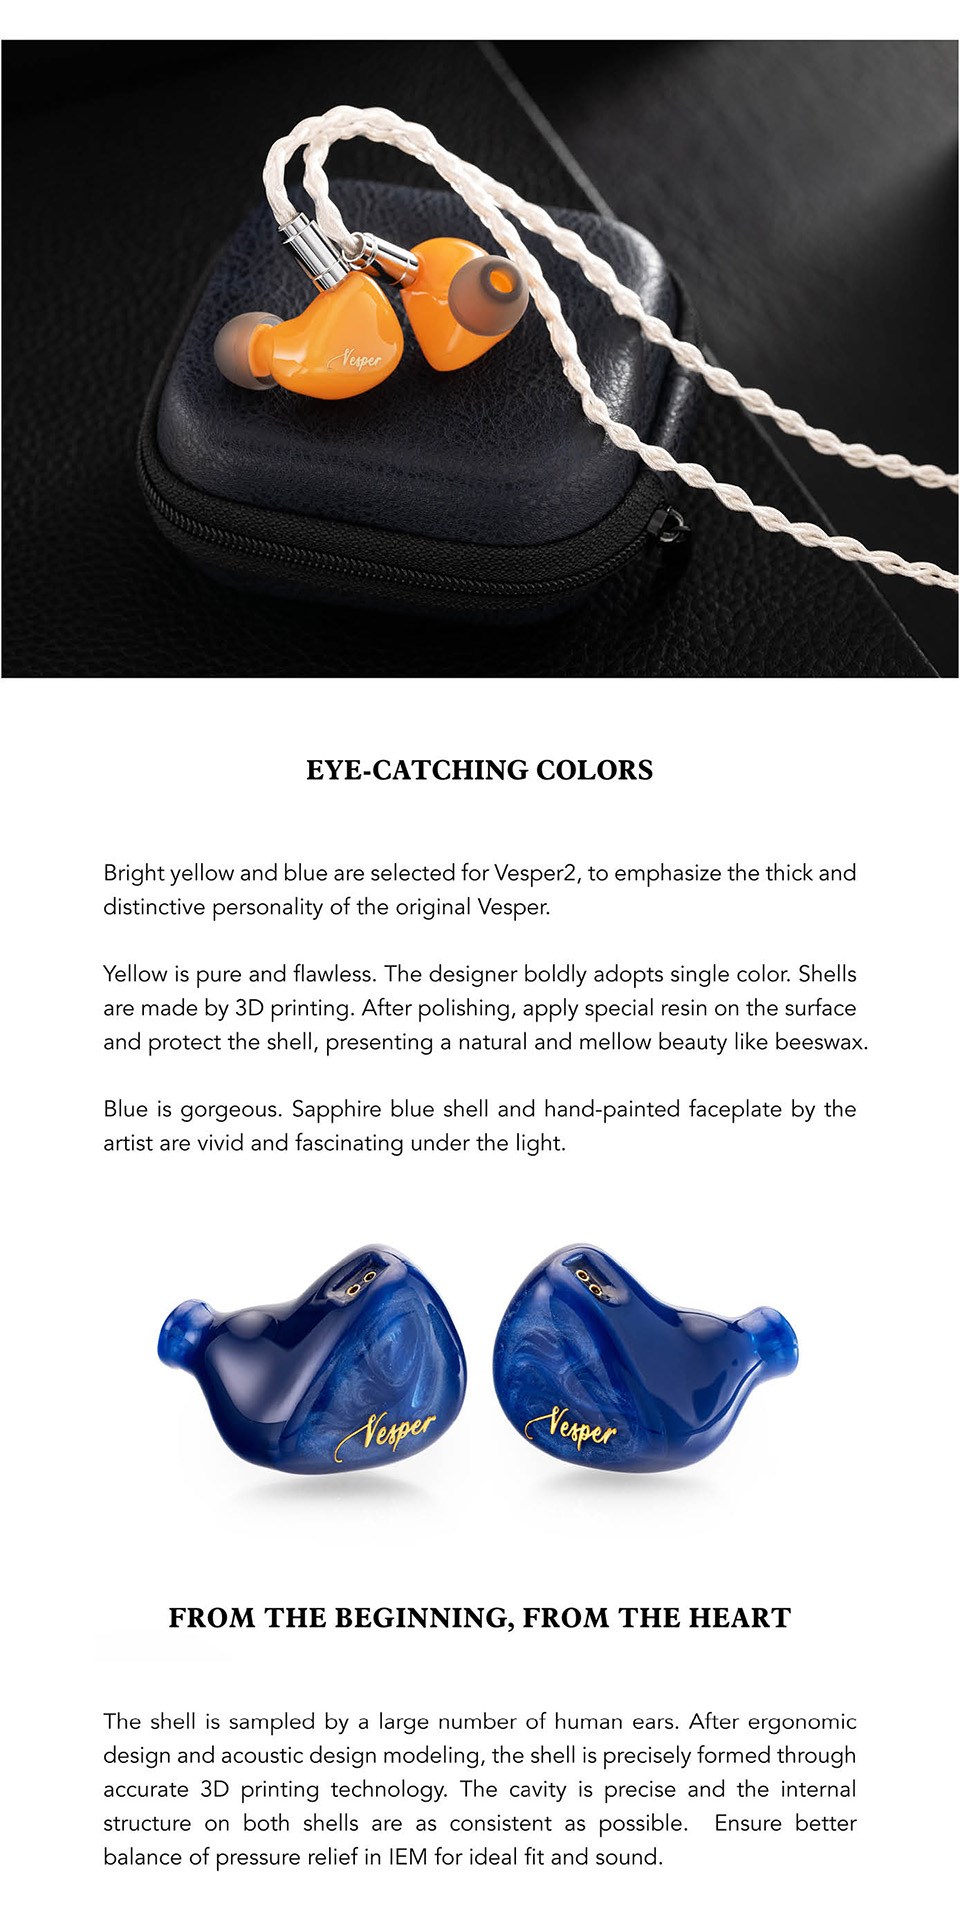 Vesper
EYE-CATCHING COLORS
Bright yellow and blue are selected for Vesper2, to emphasize the thick and
distinctive personality of the original Vesper.
Yellow is pure and flawless. The designer boldly adopts single color. Shells
are made by 3D printing. After polishing, apply special resin on the surface
and protect the shell, presenting a natural and mellow beauty like beeswax.
Blue is gorgeous. Sapphire blue shell and hand-painted faceplate by the
artist are vivid and fascinating under the light.
Vesper
Vesper
FROM THE BEGINNING, FROM THE HEART
The shell is sampled by a large number of human ears. After ergonomic
design and acoustic design modeling, the shell is precisely formed through
accurate 3D printing technology. The cavity is precise and the internal
structure on both shells are as consistent as possible. Ensure better
balance of pressure relief in IEM for ideal fit and sound.